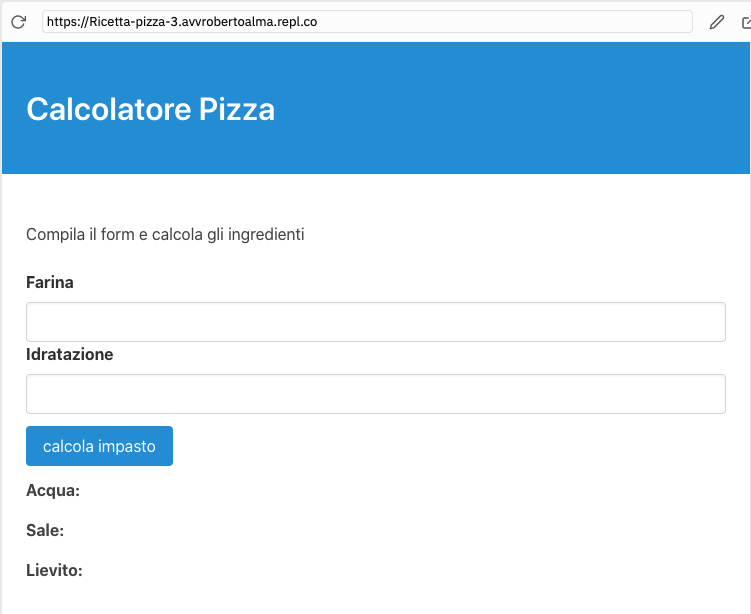 https://Ricetta-pizza-3.avvrobertoalma.repl.co
Calcolatore Pizza
Compila il form e calcola gli ingredienti
Farina
Idratazione
calcola impasto
Acqua:
Sale:
Lievito: